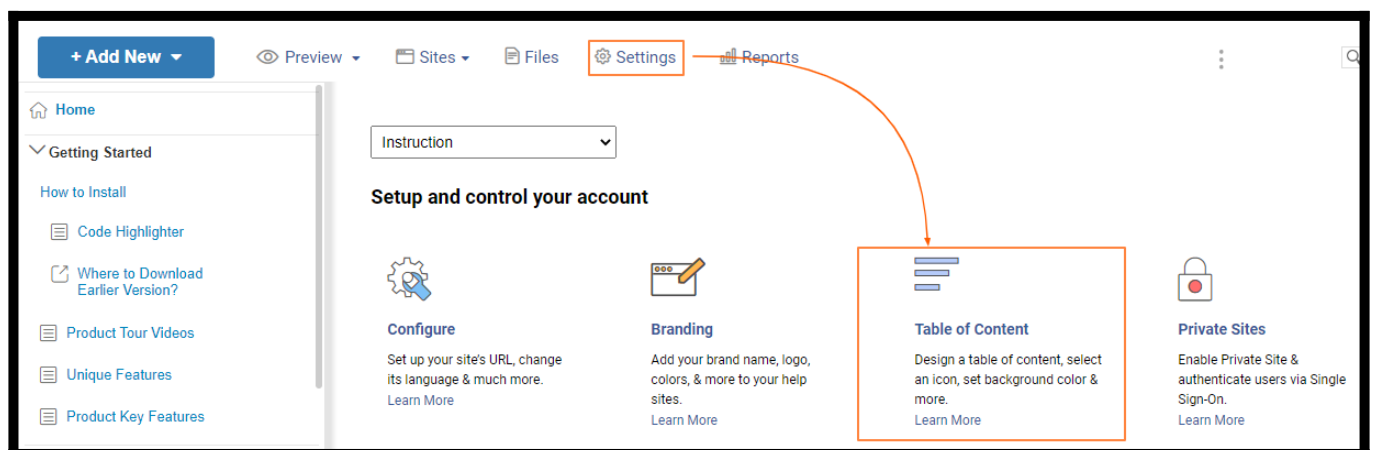 + Add New
Preview
Sites
Files
Settings
Reports
Home
Getting Started
How to Install
Code Highlighter
Where to Download
Earlier Version?
Product Tour Videos
Unique Features
Product Key Features
Instruction
Setup and control your account
Configure
Set up your site's URL, change
its language & much more.
Learn More
Branding
Add your brand name, logo,
colors, & more to your help
sites.
Learn More
Table of Content
Design a table of content, select
an icon, set background color &
more.
Learn More
Private Sites
Enable Private Site &
authenticate users via Single
Sign-On.
Learn More